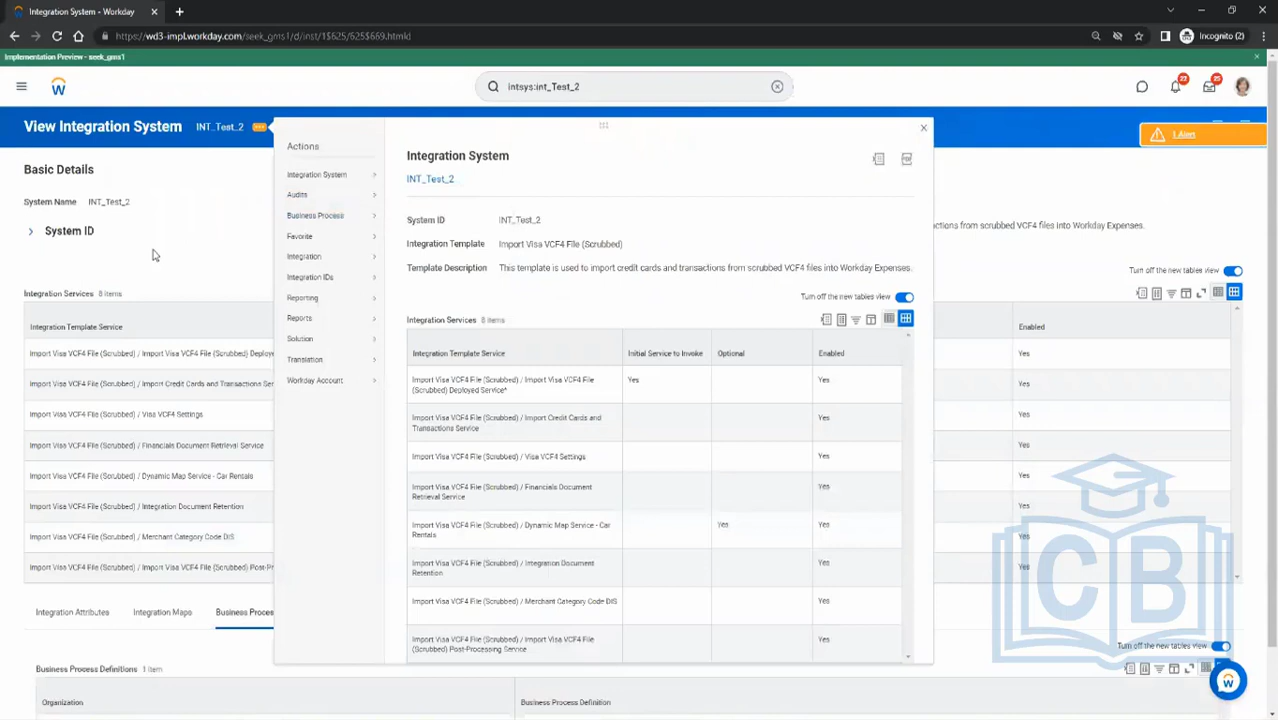 Integration System - Workday
https://wd3-impl.workday.com/seek_gms1/d/inst/1$625/625$669.htmld
Incognito (2)
Implementation Preview - seek_gms1
intsys:int_Test_2
22
25
View Integration System
INT_Test_2
1 Alert
Basic Details
System Name
INT_Test_2
System ID
ctions from scrubbed VCF4 files into Workday Expenses.
Turn off the new tables view
Integration Services 8 items
Integration Template Service
Enabled
Import Visa VCF4 File (Scrubbed) / Import Visa VCF4 File (Scrubbed) Deploye
Yes
Import Visa VCF4 File (Scrubbed) / Import Credit Cards and Transactions Ser
Yes
Import Visa VCF4 File (Scrubbed) / Visa VCF4 Settings
Yes
Import Visa VCF4 File (Scrubbed) / Financials Document Retrieval Service
Yes
Import Visa VCF4 File (Scrubbed) / Dynamic Map Service - Car Rentals
Yes
Import Visa VCF4 File (Scrubbed) / Integration Document Retention
Yes
Import Visa VCF4 File (Scrubbed) / Merchant Category Code DIS
Yes
Import Visa VCF4 File (Scrubbed) / Import Visa VCF4 File (Scrubbed) Post-Pr
Yes
Integration Attributes
Integration Maps
Business Proces
Turn off the new tables view
Business Process Definitions 1 item
Organization
Business Process Definition
Actions
Integration System
Audits
Business Process
Favorite
Integration
Integration IDs
Reporting
Reports
Solution
Translation
Workday Account
Integration System
INT_Test_2
System ID
INT_Test_2
Integration Template
Import Visa VCF4 File (Scrubbed)
Template Description
This template is used to import credit cards and transactions from scrubbed VCF4 files into Workday Expenses.
Turn off the new tables view
Integration Services 8 items
Integration Template Service
Initial Service to Invoke
Optional
Enabled
Import Visa VCF4 File (Scrubbed) / Import Visa VCF4 File
(Scrubbed) Deployed Service*
Yes
Yes
Import Visa VCF4 File (Scrubbed) / Import Credit Cards and
Transactions Service
Yes
Import Visa VCF4 File (Scrubbed) / Visa VCF4 Settings
Yes
Import Visa VCF4 File (Scrubbed) / Financials Document
Retrieval Service
Yes
Import Visa VCF4 File (Scrubbed) / Dynamic Map Service - Car
Rentals
Yes
Yes
Import Visa VCF4 File (Scrubbed) / Integration Document
Retention
Yes
Import Visa VCF4 File (Scrubbed) / Merchant Category Code DIS
Yes
Import Visa VCF4 File (Scrubbed) / Import Visa VCF4 File
(Scrubbed) Post-Processing Service
Yes
CB